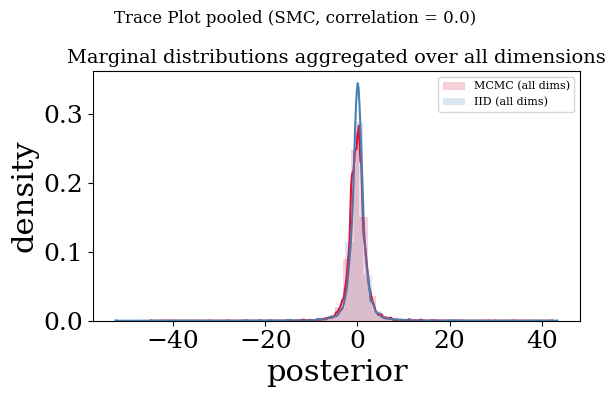 Trace Plot pooled (SMC, correlation = 0.0)
Marginal distributions aggregated over all dimensions
MCMC (all dims)
IID (all dims)
density
0.3
0.2
0.1
0.0
−40
−20
0
20
40
posterior